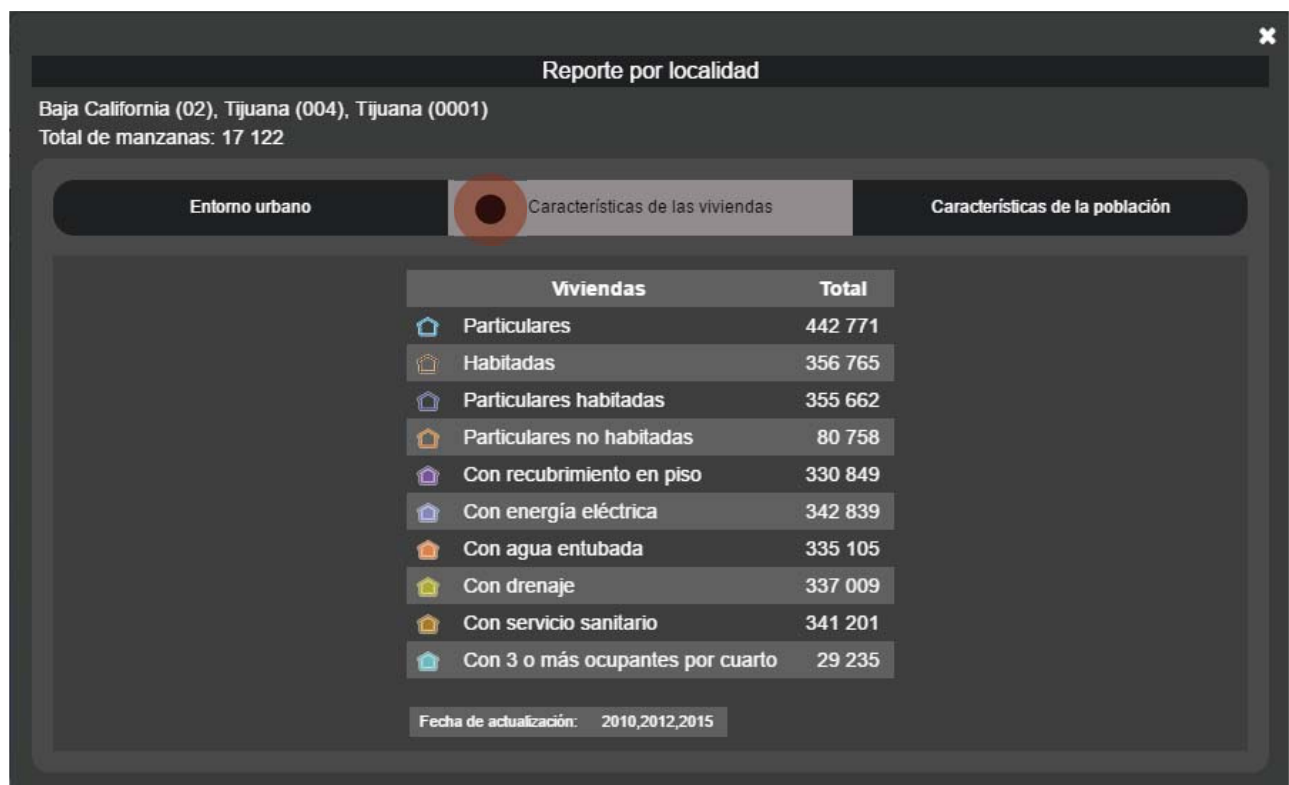 Reporte por localidad
Baja California (02), Tijuana (004), Tijuana (0001)
Total de manzanas: 17 122
Entorno urbano Características de las viviendas Características de la población
Viviendas Total
Particulares 442 771
Habitadas 356 765
Particulares habitadas 355 662
Particulares no habitadas 80 758
Con recubrimiento en piso 330 849
Con energía eléctrica 342 839
Con agua entubada 335 105
Con drenaje 337 009
Con servicio sanitario 341 201
Con 3 o más ocupantes por cuarto 29 235
Fecha de actualización: 2010,2012,2015